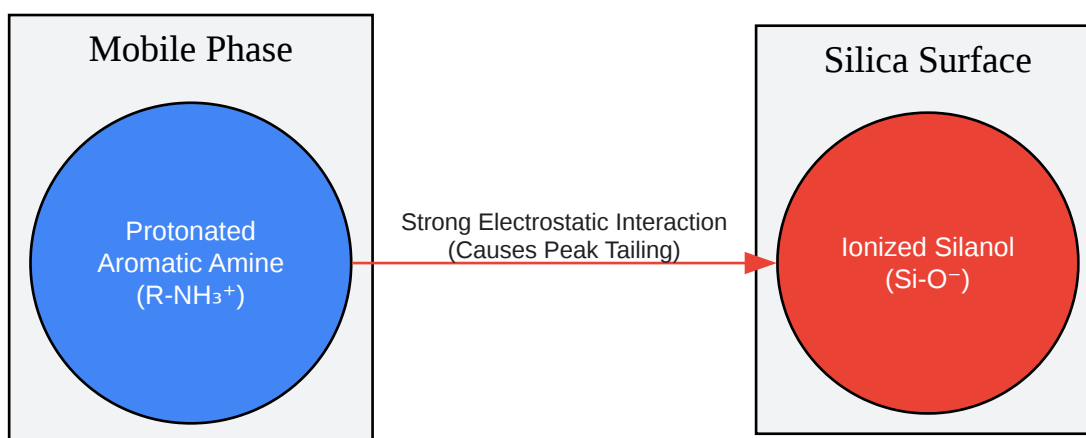 Mobile Phase
Protonated
Aromatic Amine
(R-NH₃⁺)
Strong Electrostatic Interaction
(Causes Peak Tailing)
Silica Surface
Ionized Silanol
(Si-O⁻)